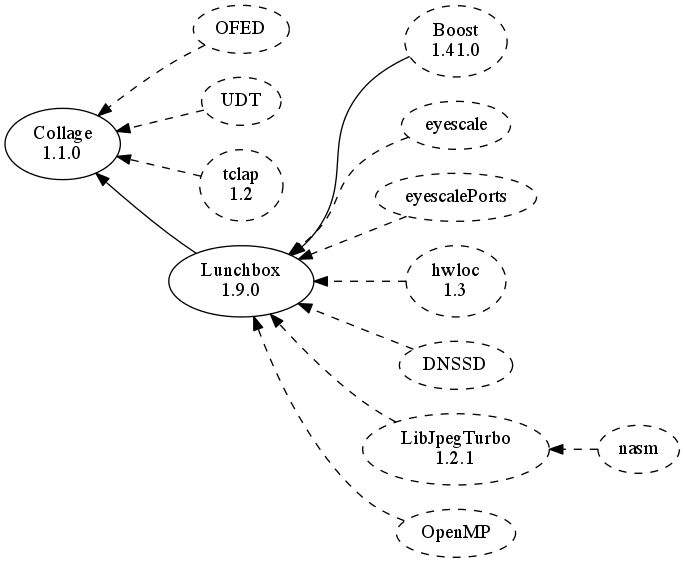 OFED
UDT
Collage
1.1.0
tclap
1.2
Boost
1.41.0
eyescale
eyescalePorts
Lunchbox
1.9.0
hwloc
1.3
DNSSD
LibJpegTurbo
1.2.1
nasm
OpenMP